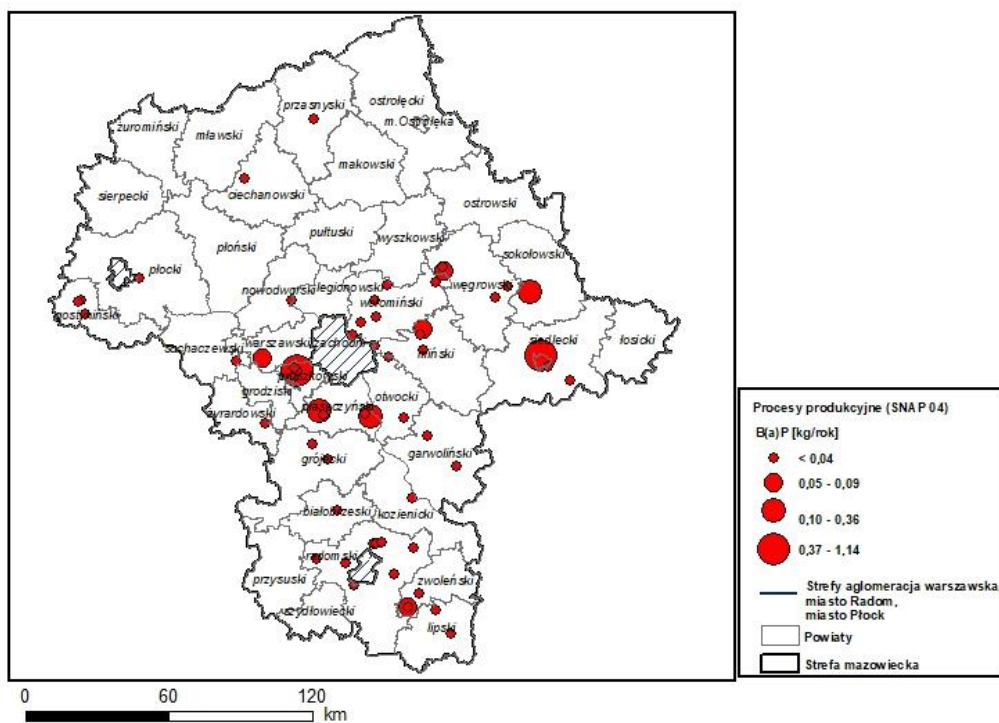 przasnyski
ostrołęcki
m.Ostrołęka
żuromiński
mławski
makowski
ciechanowski
sierpecki
ostrowski
płoński
pułtuski
wyszkowski
sokołowski
płocki
nowodworski
legionowski
węgrowski
wołomiński
gostyniński
sochaczewski
warszawski zachodni
miński
siedlecki
łosicki
pruszkowski
grodziski
otwocki
piaseczyński
żyrardowski
garwoliński
grójecki
białobrzeski
kozienicki
radomski
przysuski
zwoleński
szydłowiecki
lipski
Procesy produkcyjne (SNAP 04)
B(a)P [kg/rok]
< 0,04
0,05 - 0,09
0,10 - 0,36
0,37 - 1,14
Strefy aglomeracja warszawska,
miasto Radom,
miasto Płock
Powiaty
Strefa mazowiecka
0 60 120
km